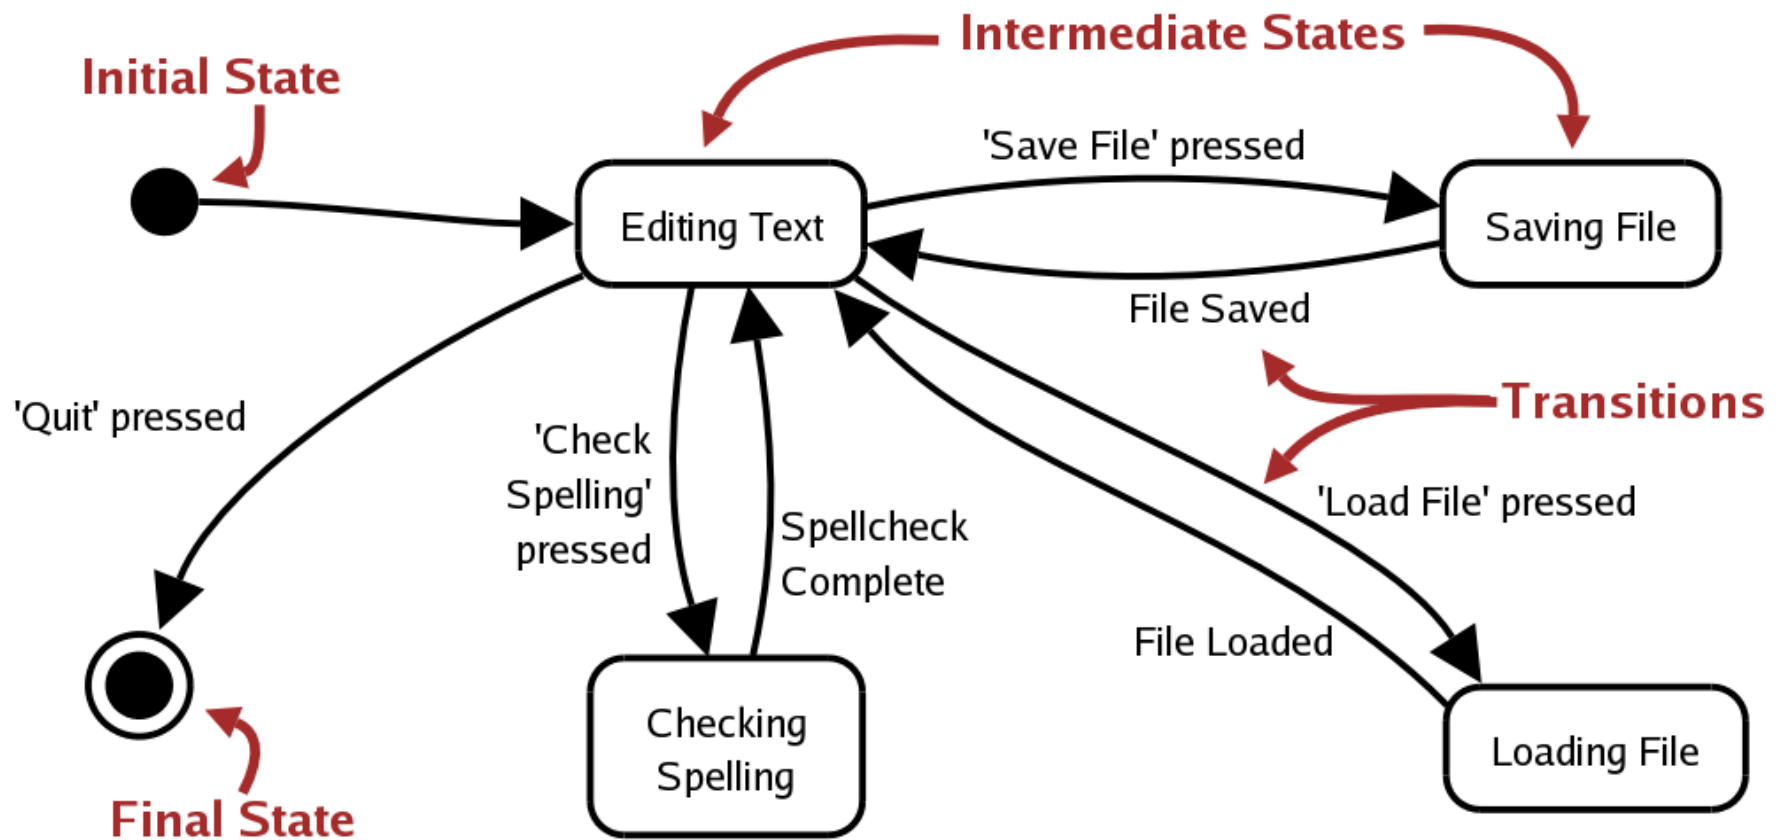 Intermediate States
Initial State
'Save File' pressed
Editing Text
Saving File
File Saved
Transitions
'Quit' pressed
'Check
Spelling'
pressed
Spellcheck
Complete
'Load File' pressed
File Loaded
Checking
Spelling
Loading File
Final State